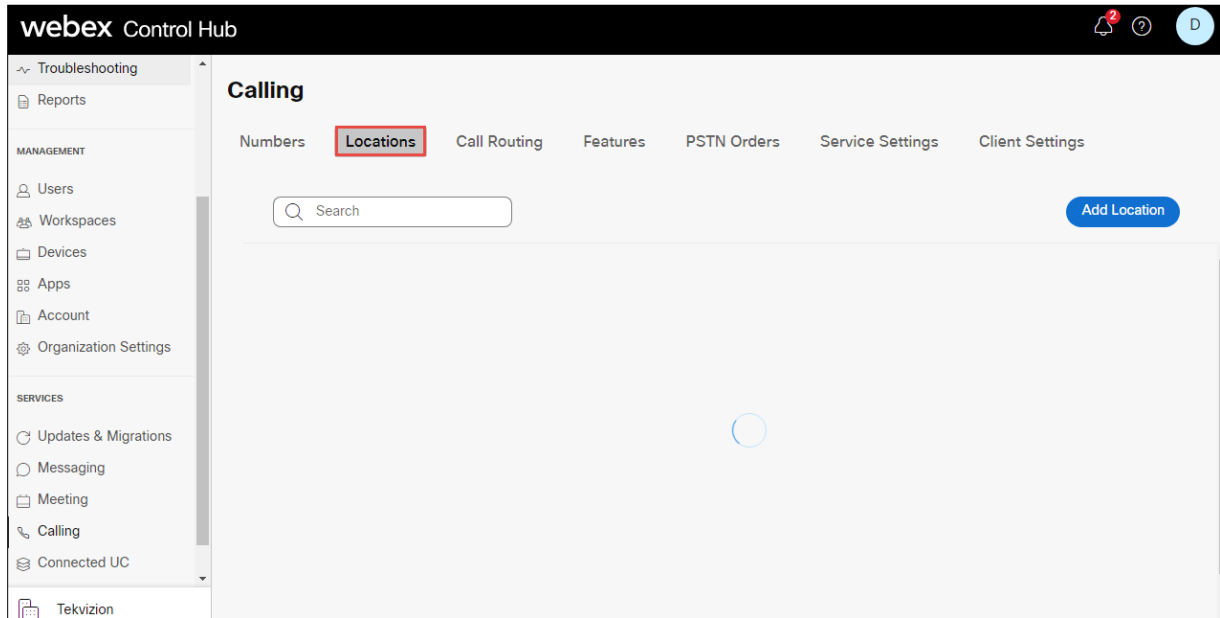 webex Control Hub
2
D
Troubleshooting
Reports
MANAGEMENT
Users
Workspaces
Devices
Apps
Account
Organization Settings
SERVICES
Updates & Migrations
Messaging
Meeting
Calling
Connected UC
Tekvizion
Calling
Numbers Locations Call Routing Features PSTN Orders Service Settings Client Settings
Search
Add Location